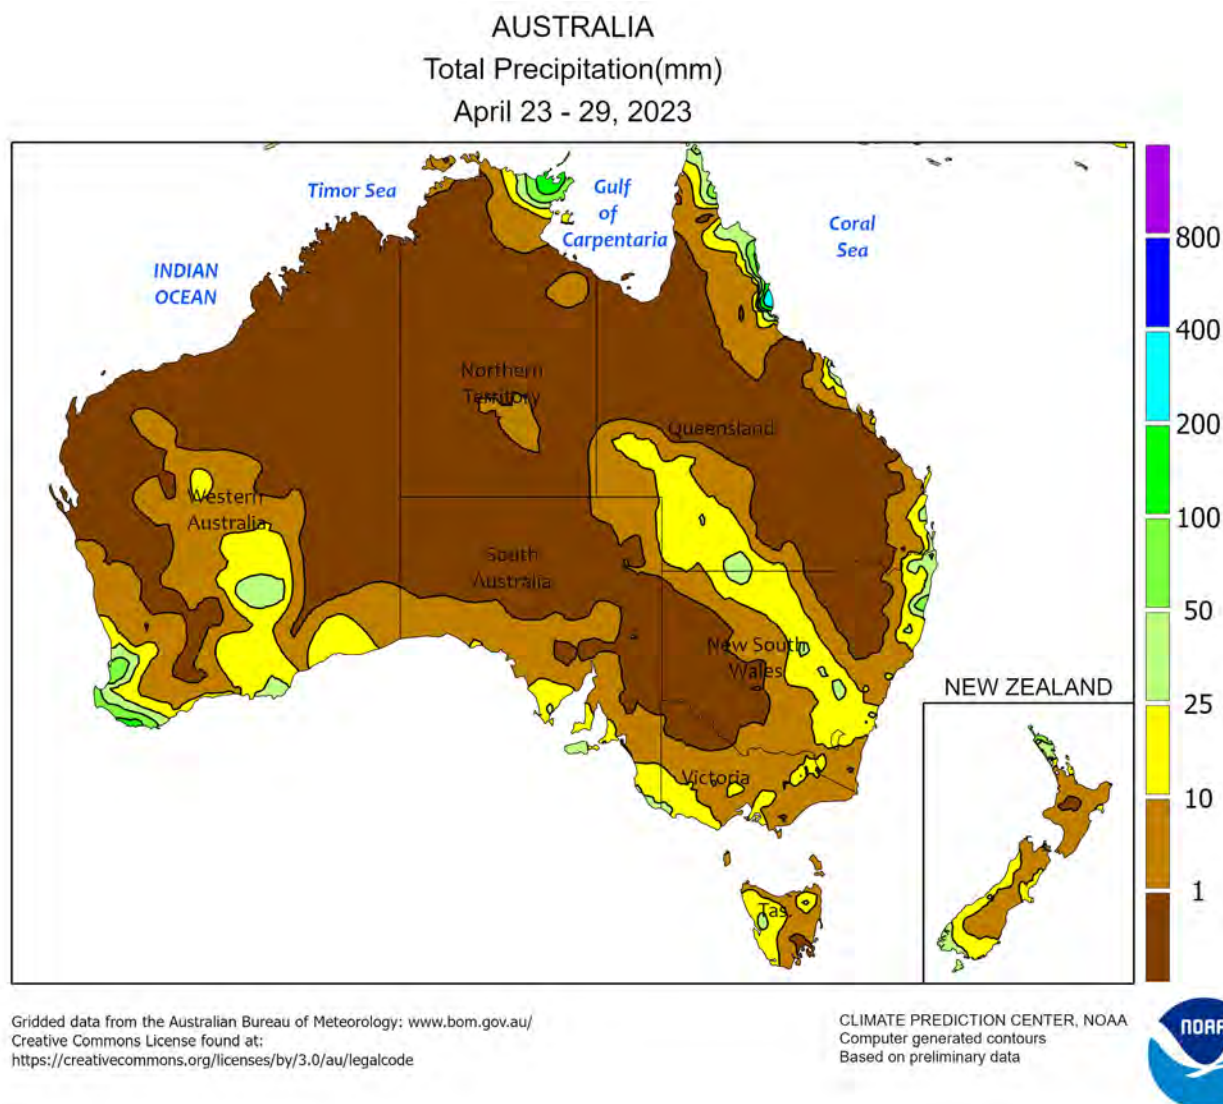 AUSTRALIA
Total Precipitation(mm)
April 23 - 29, 2023
Timor Sea
Gulf
of
Carpentaria
Coral
Sea
INDIAN
OCEAN
Northern
Territory
Queensland
Western
Australia
South
Australia
New South
Wales
Victoria
Tas.
NEW ZEALAND
800
400
200
100
50
25
10
1
Gridded data from the Australian Bureau of Meteorology: www.bom.gov.au/
Creative Commons License found at:
https://creativecommons.org/licenses/by/3.0/au/legalcode
CLIMATE PREDICTION CENTER, NOAA
Computer generated contours
Based on preliminary data
NOAA